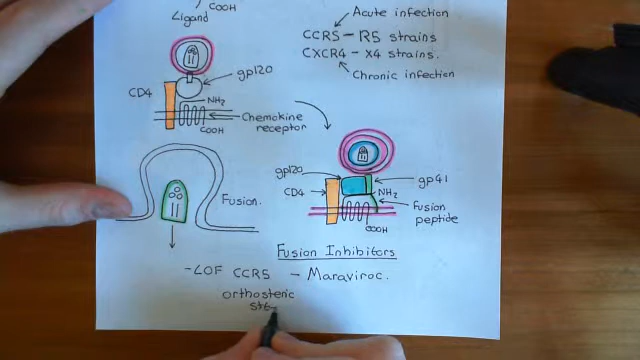 COOH
Ligand
Acute infection
CCR5 - R5 strains
CXCR4 - X4 strains.
Chronic infection
gp120
CD4
NH2
Chemokine receptor
COOH
gp120
gp41
CD4
NH2
Fusion peptide
COOH
Fusion.
Fusion Inhibitors
-LOF CCR5 - Maraviroc.
orthosteric